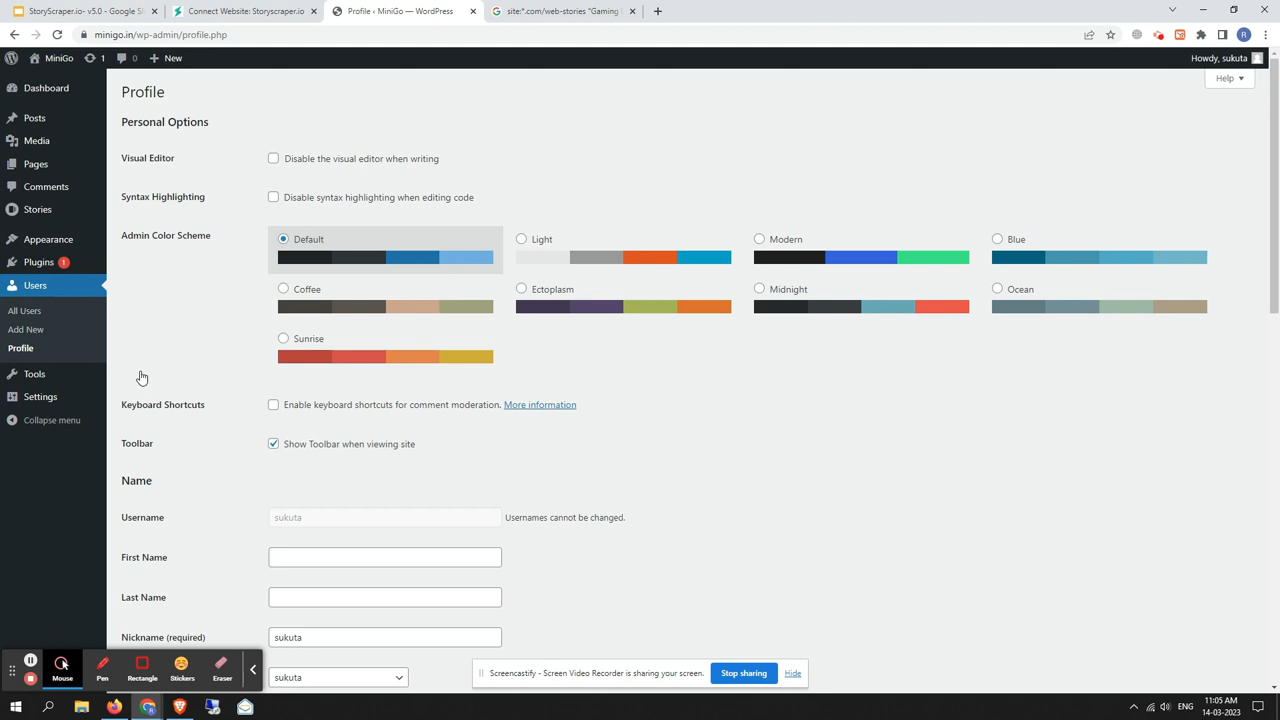 StoryScraper.io- v5.0 - Google Sl
Connect Website: Storyscraper.io
Profile ‹ MiniGo — WordPress
site:*.com/web-stories "Gaming
minigo.in/wp-admin/profile.php
R
MiniGo
1
0
New
Howdy, sukuta
Help
Dashboard
Posts
Media
Pages
Comments
Stories
Appearance
Plugins 1
Users
All Users
Add New
Profile
Tools
Settings
Collapse menu
Profile
Personal Options
Visual Editor
Disable the visual editor when writing
Syntax Highlighting
Disable syntax highlighting when editing code
Admin Color Scheme
Default
Light
Modern
Blue
Coffee
Ectoplasm
Midnight
Ocean
Sunrise
Keyboard Shortcuts
Enable keyboard shortcuts for comment moderation. More information
Toolbar
Show Toolbar when viewing site
Name
Username
sukuta
Usernames cannot be changed.
First Name
Last Name
Nickname (required)
sukuta
sukuta
Mouse
Pen
Rectangle
Stickers
Eraser
Screencastify - Screen Video Recorder is sharing your screen.
Stop sharing
Hide
ENG
11:05 AM
14-03-2023